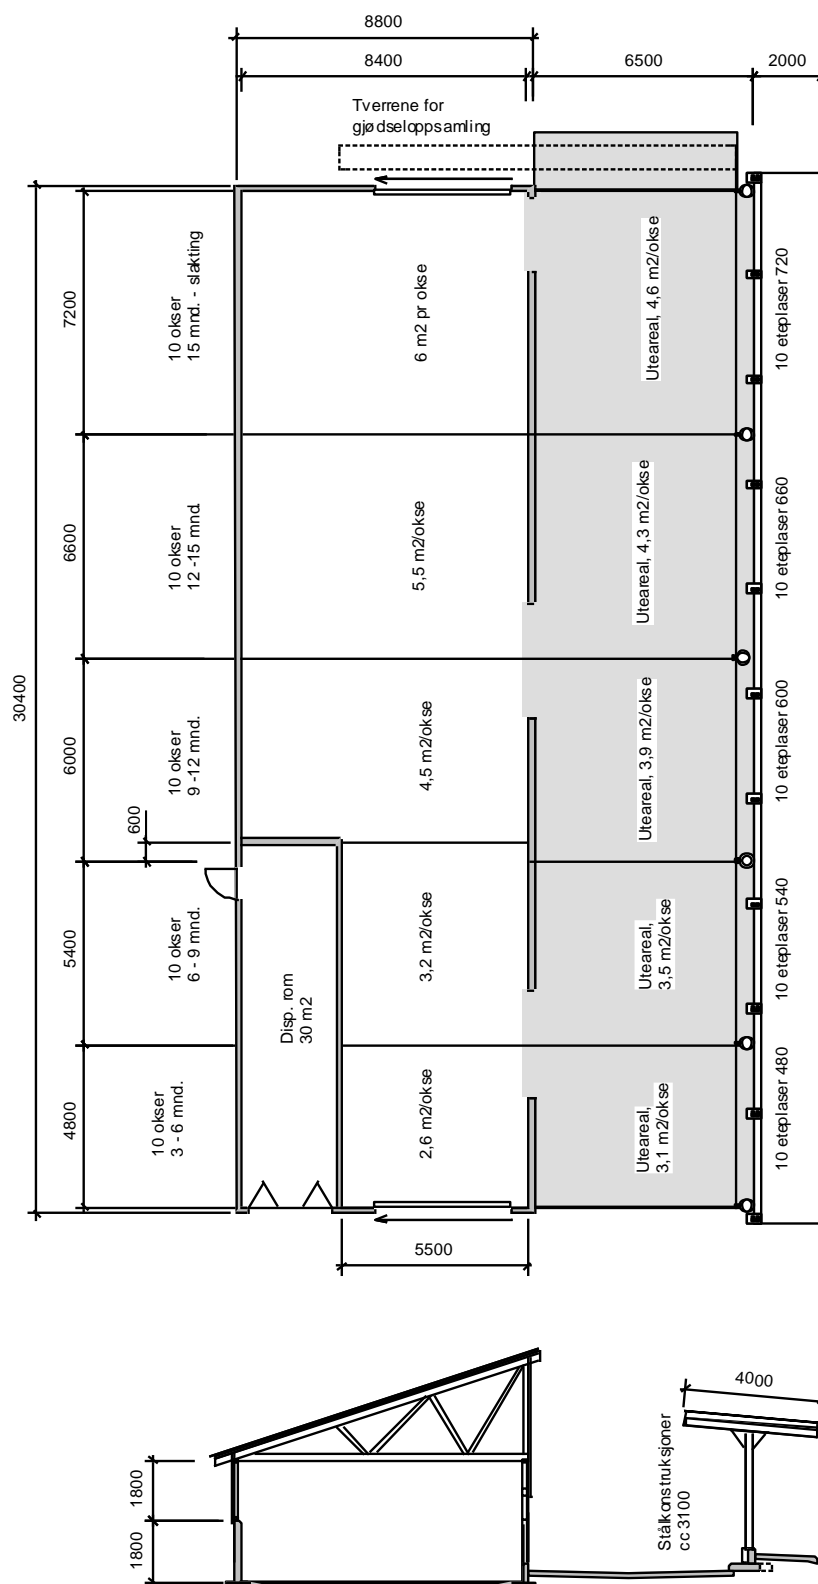 8800
8400
6500
2000
Tverrene for
gjødseloppsamling
30400
7200
10 okser
15 mnd. - slakting
6 m2 pr okse
Uteareal, 4,6 m2/okse
10 eteplaser 720
6600
10 okser
12 -15 mnd.
5,5 m2/okse
Uteareal, 4,3 m2/okse
10 eteplaser 660
6000
10 okser
9 -12 mnd.
4,5 m2/okse
Uteareal, 3,9 m2/okse
10 eteplaser 600
600
5400
10 okser
6 - 9 mnd.
3,2 m2/okse
Uteareal,
3,5 m2/okse
10 eteplaser 540
Disp. rom
30 m2
4800
10 okser
3 - 6 mnd.
2,6 m2/okse
Uteareal,
3,1 m2/okse
10 eteplaser 480
5500
4000
1800
1800
Stålkonstruksjoner
cc 3100